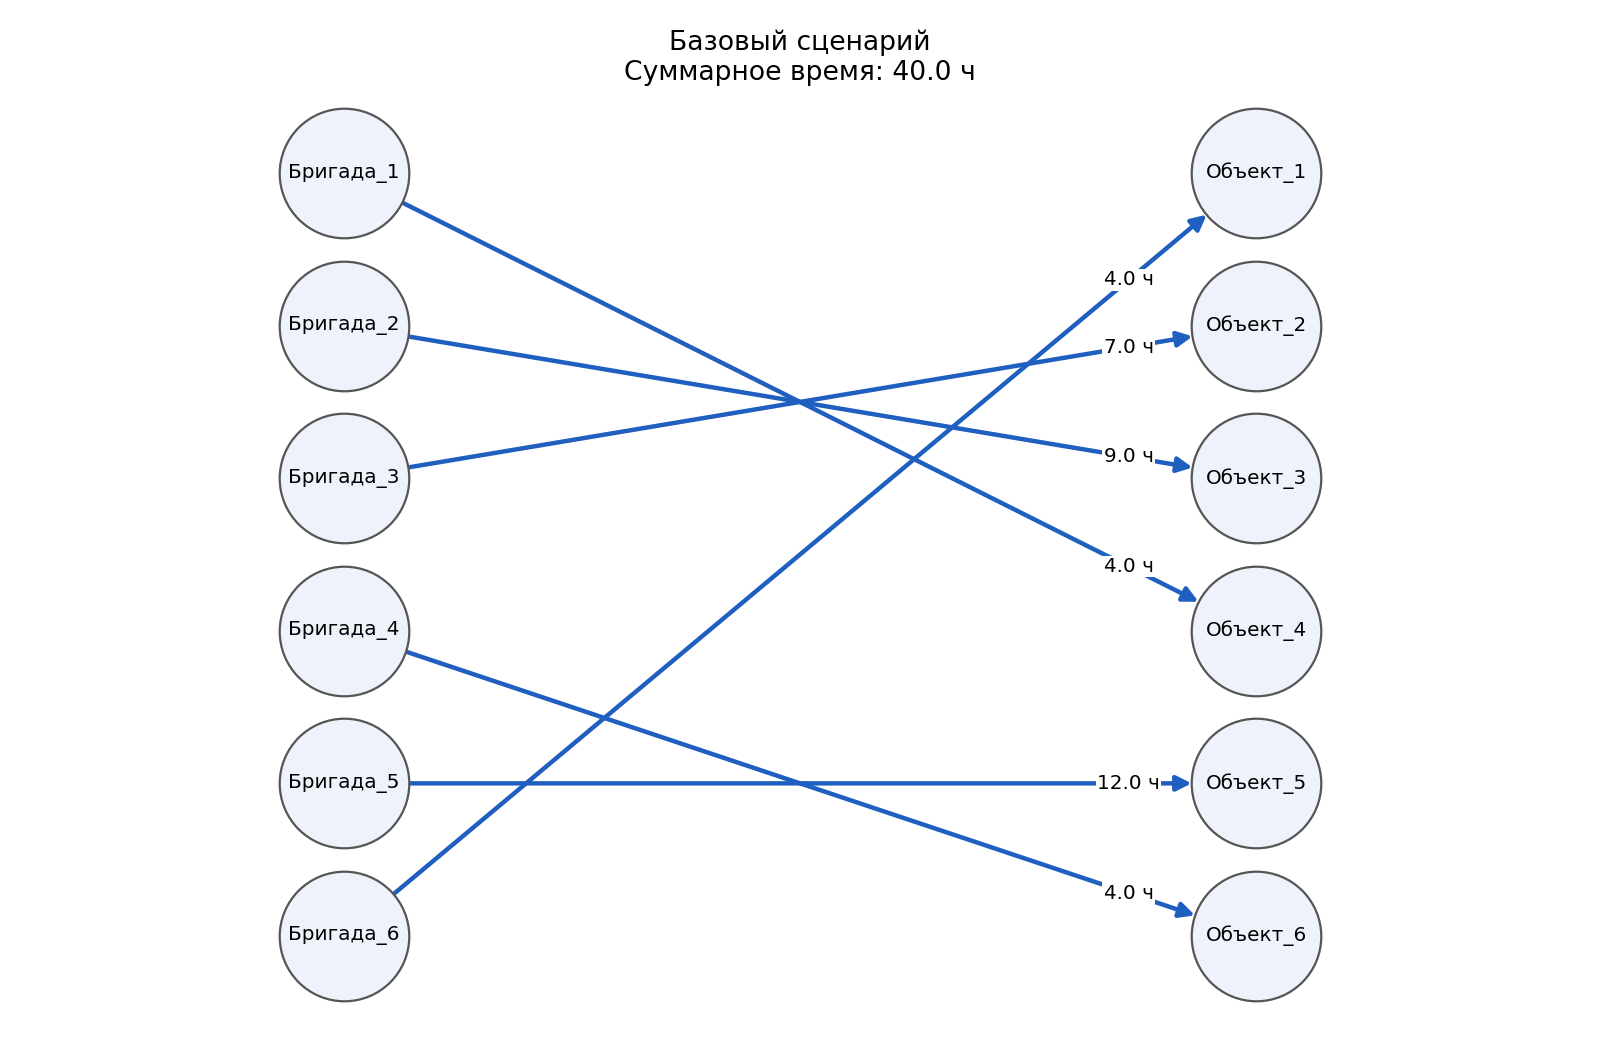 Базовый сценарий
Суммарное время: 40.0 ч
Бригада_1
Объект_1
4.0 ч
Бригада_2
Объект_2
7.0 ч
9.0 ч
Бригада_3
Объект_3
4.0 ч
Бригада_4
Объект_4
Бригада_5
12.0 ч
Объект_5
4.0 ч
Бригада_6
Объект_6